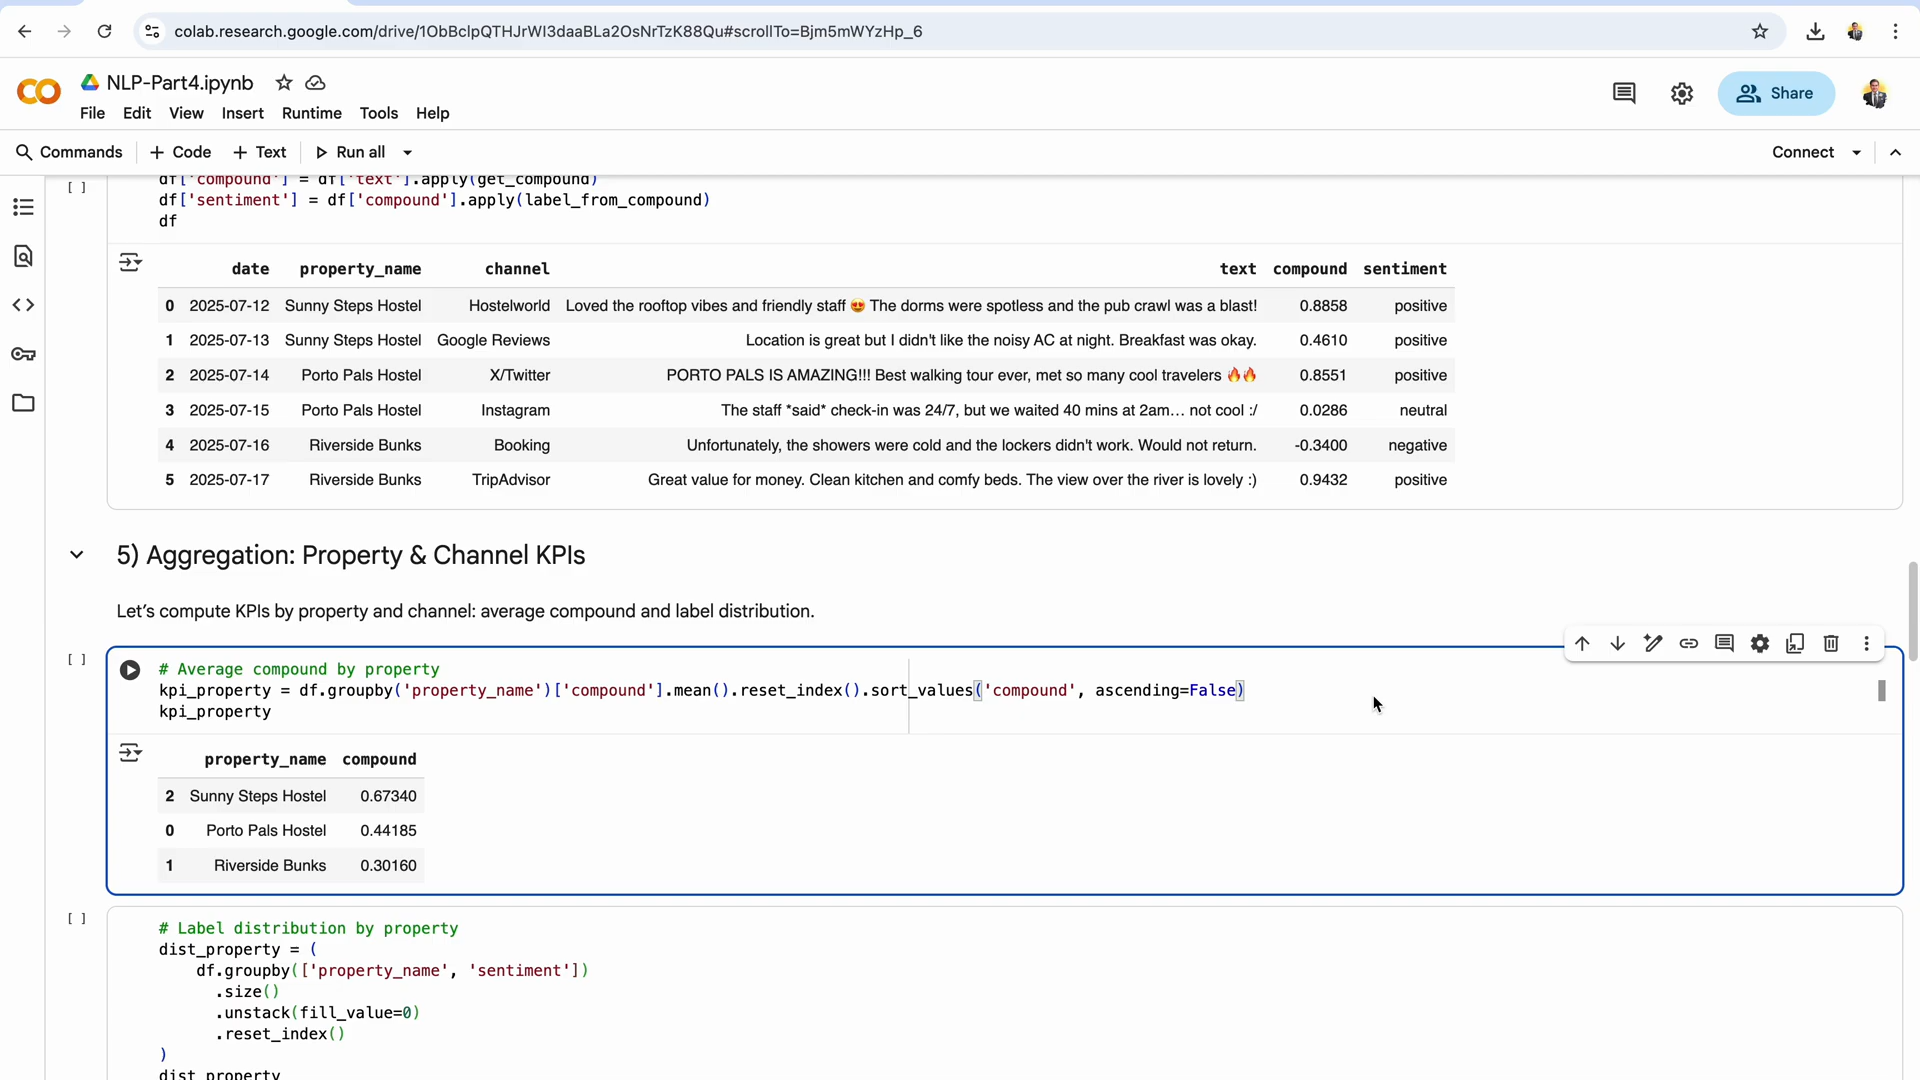 colab.research.google.com/drive/1ObBclpQTHJrWI3daaBLa2OsNrTzK88Qu#scrollTo=Bjm5mWYzHp_6
NLP-Part4.ipynb
File Edit View Insert Runtime Tools Help
Share
Commands + Code + Text Run all
Connect
[ ]
df['compound'] = df['text'].apply(get_compound)
df['sentiment'] = df['compound'].apply(label_from_compound)
df
date property_name channel text compound sentiment
0 2025-07-12 Sunny Steps Hostel Hostelworld Loved the rooftop vibes and friendly staff 😍 The dorms were spotless and the pub crawl was a blast! 0.8858 positive
1 2025-07-13 Sunny Steps Hostel Google Reviews Location is great but I didn't like the noisy AC at night. Breakfast was okay. 0.4610 positive
2 2025-07-14 Porto Pals Hostel X/Twitter PORTO PALS IS AMAZING!!! Best walking tour ever, met so many cool travelers 🔥🔥 0.8551 positive
3 2025-07-15 Porto Pals Hostel Instagram The staff *said* check-in was 24/7, but we waited 40 mins at 2am… not cool :/ 0.0286 neutral
4 2025-07-16 Riverside Bunks Booking Unfortunately, the showers were cold and the lockers didn't work. Would not return. -0.3400 negative
5 2025-07-17 Riverside Bunks TripAdvisor Great value for money. Clean kitchen and comfy beds. The view over the river is lovely :) 0.9432 positive
5) Aggregation: Property & Channel KPIs
Let’s compute KPIs by property and channel: average compound and label distribution.
[ ]
# Average compound by property
kpi_property = df.groupby('property_name')['compound'].mean().reset_index().sort_values('compound', ascending=False)
kpi_property
property_name compound
2 Sunny Steps Hostel 0.67340
0 Porto Pals Hostel 0.44185
1 Riverside Bunks 0.30160
[ ]
# Label distribution by property
dist_property = (
df.groupby(['property_name', 'sentiment'])
.size()
.unstack(fill_value=0)
.reset_index()
)
dist_property